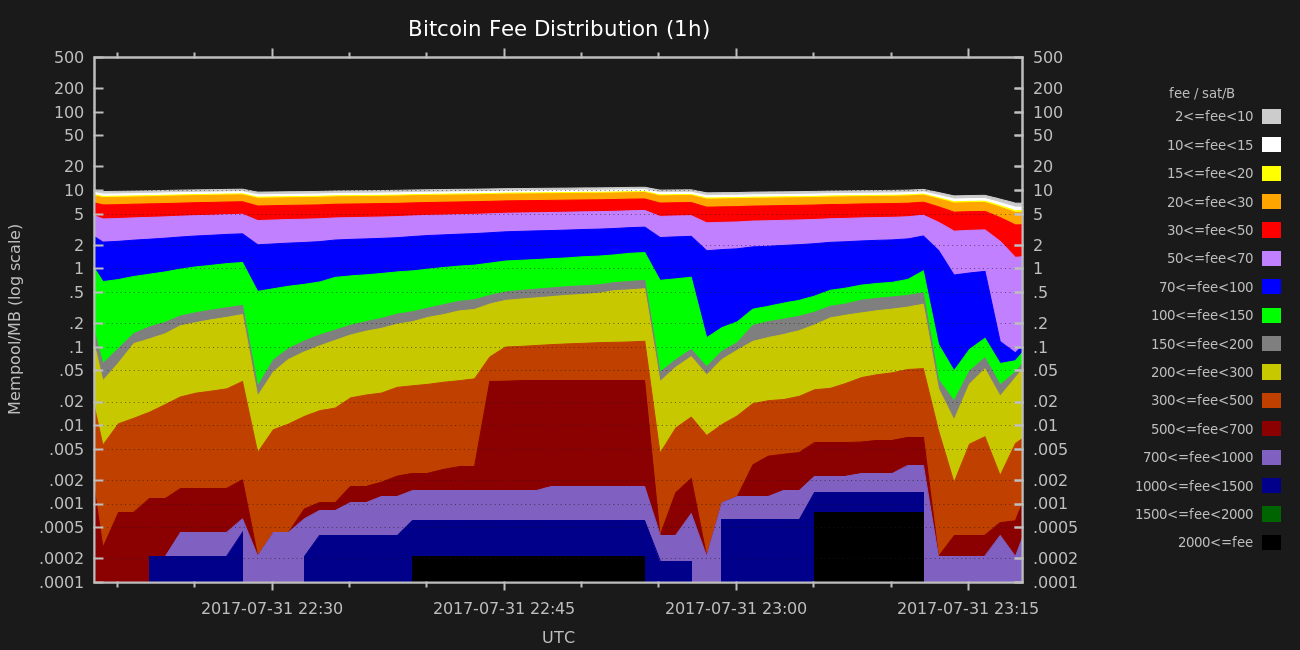 Bitcoin Fee Distribution (1h)
500 500
200 200
100 100
50 50
20 20
10 10
5 5
2 2
1 1
.5 .5
.2 .2
.1 .1
.05 .05
.02 .02
.01 .01
.005 .005
.002 .002
.001 .001
.0005 .0005
.0002 .0002
.0001 .0001
Mempool/MB (log scale)
2017-07-31 22:30 2017-07-31 22:45 2017-07-31 23:00 2017-07-31 23:15
UTC
fee / sat/B
2<=fee<10
10<=fee<15
15<=fee<20
20<=fee<30
30<=fee<50
50<=fee<70
70<=fee<100
100<=fee<150
150<=fee<200
200<=fee<300
300<=fee<500
500<=fee<700
700<=fee<1000
1000<=fee<1500
1500<=fee<2000
2000<=fee